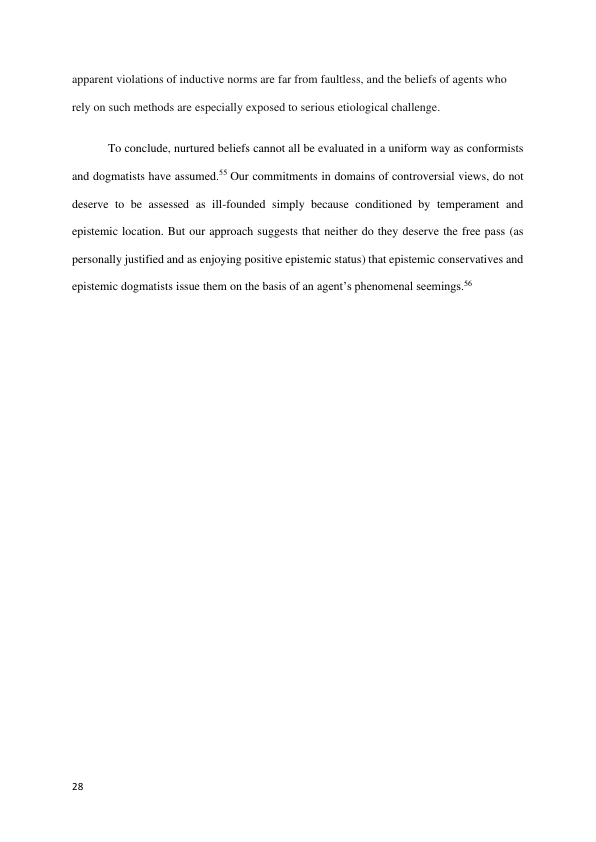 apparent violations of inductive norms are far from faultless, and the beliefs of agents who
rely on such methods are especially exposed to serious etiological challenge.
To conclude, nurtured beliefs cannot all be evaluated in a uniform way as conformists
and dogmatists have assumed.55 Our commitments in domains of controversial views, do not
deserve to be assessed as ill-founded simply because conditioned by temperament and
epistemic location. But our approach suggests that neither do they deserve the free pass (as
personally justified and as enjoying positive epistemic status) that epistemic conservatives and
epistemic dogmatists issue them on the basis of an agent’s phenomenal seemings.56
28